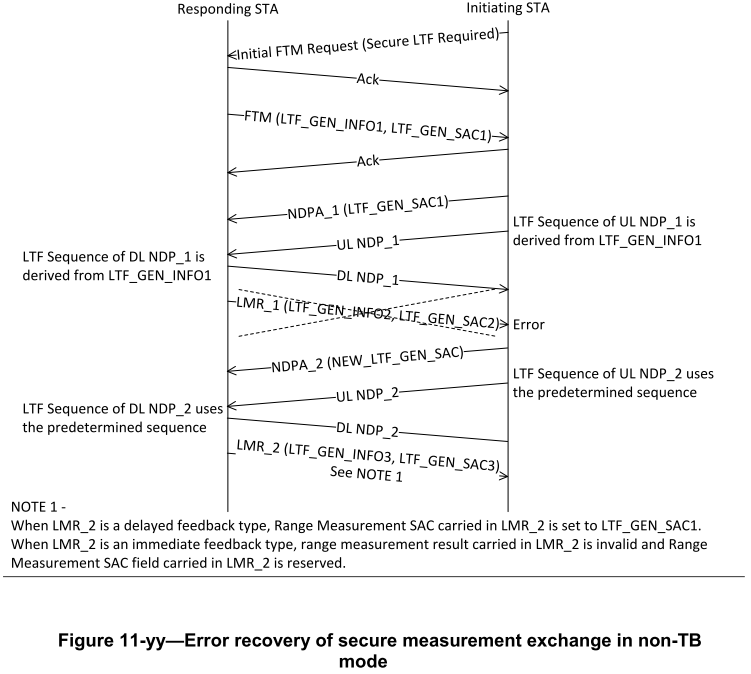 Responding STA
Initiating STA
Initial FTM Request (Secure LTF Required)
Ack
FTM (LTF_GEN_INFO1, LTF_GEN_SAC1)
Ack
NDPA_1 (LTF_GEN_SAC1)
LTF Sequence of UL NDP_1 is
derived from LTF_GEN_INFO1
UL NDP_1
LTF Sequence of DL NDP_1 is
derived from LTF_GEN_INFO1
DL NDP_1
LMR_1 (LTF_GEN_INFO2, LTF_GEN_SAC2)
Error
NDPA_2 (NEW_LTF_GEN_SAC)
LTF Sequence of UL NDP_2 uses
the predetermined sequence
UL NDP_2
LTF Sequence of DL NDP_2 uses
the predetermined sequence
DL NDP_2
LMR_2 (LTF_GEN_INFO3, LTF_GEN_SAC3)
See NOTE 1
NOTE 1 -
When LMR_2 is a delayed feedback type, Range Measurement SAC carried in LMR_2 is set to LTF_GEN_SAC1.
When LMR_2 is an immediate feedback type, range measurement result carried in LMR_2 is invalid and Range
Measurement SAC field carried in LMR_2 is reserved.
Figure 11-yy—Error recovery of secure measurement exchange in non-TB
mode